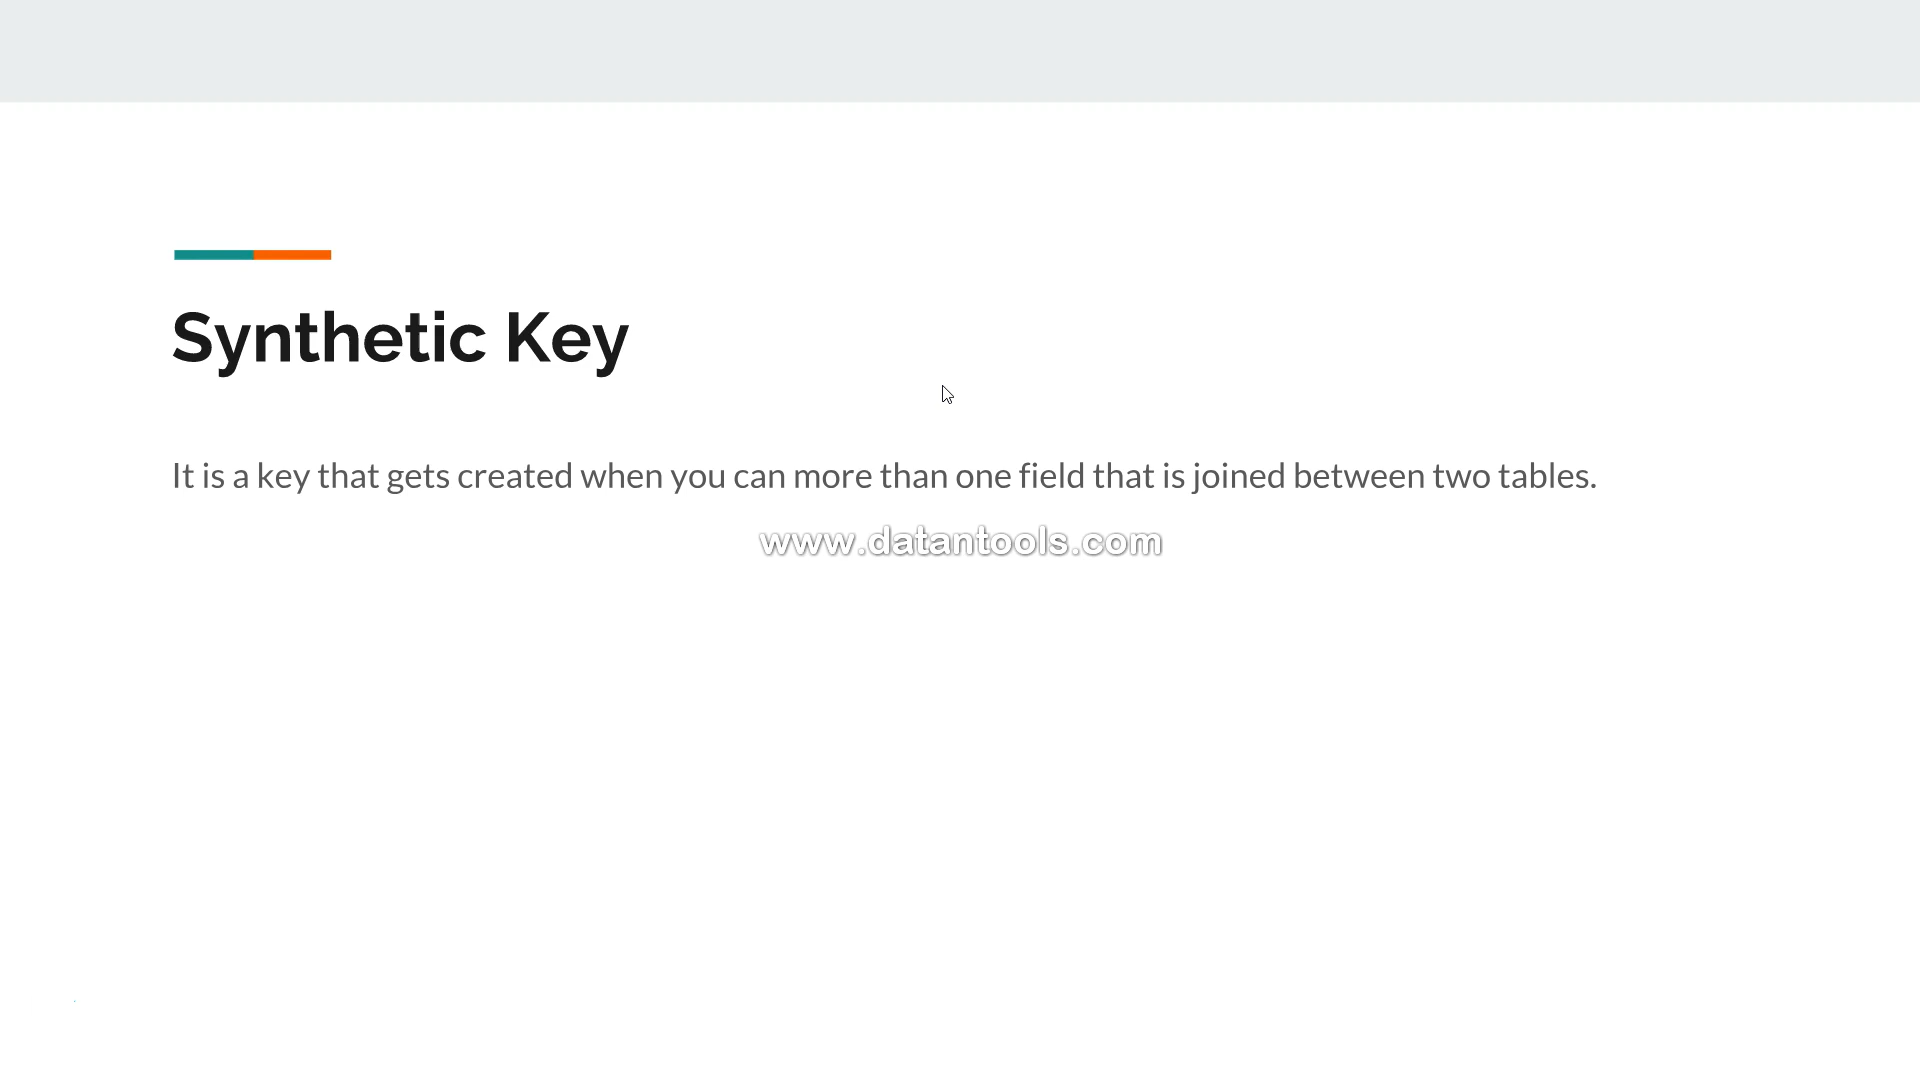 Synthetic Key
It is a key that gets created when you can more than one field that is joined between two tables.
www.datantools.com